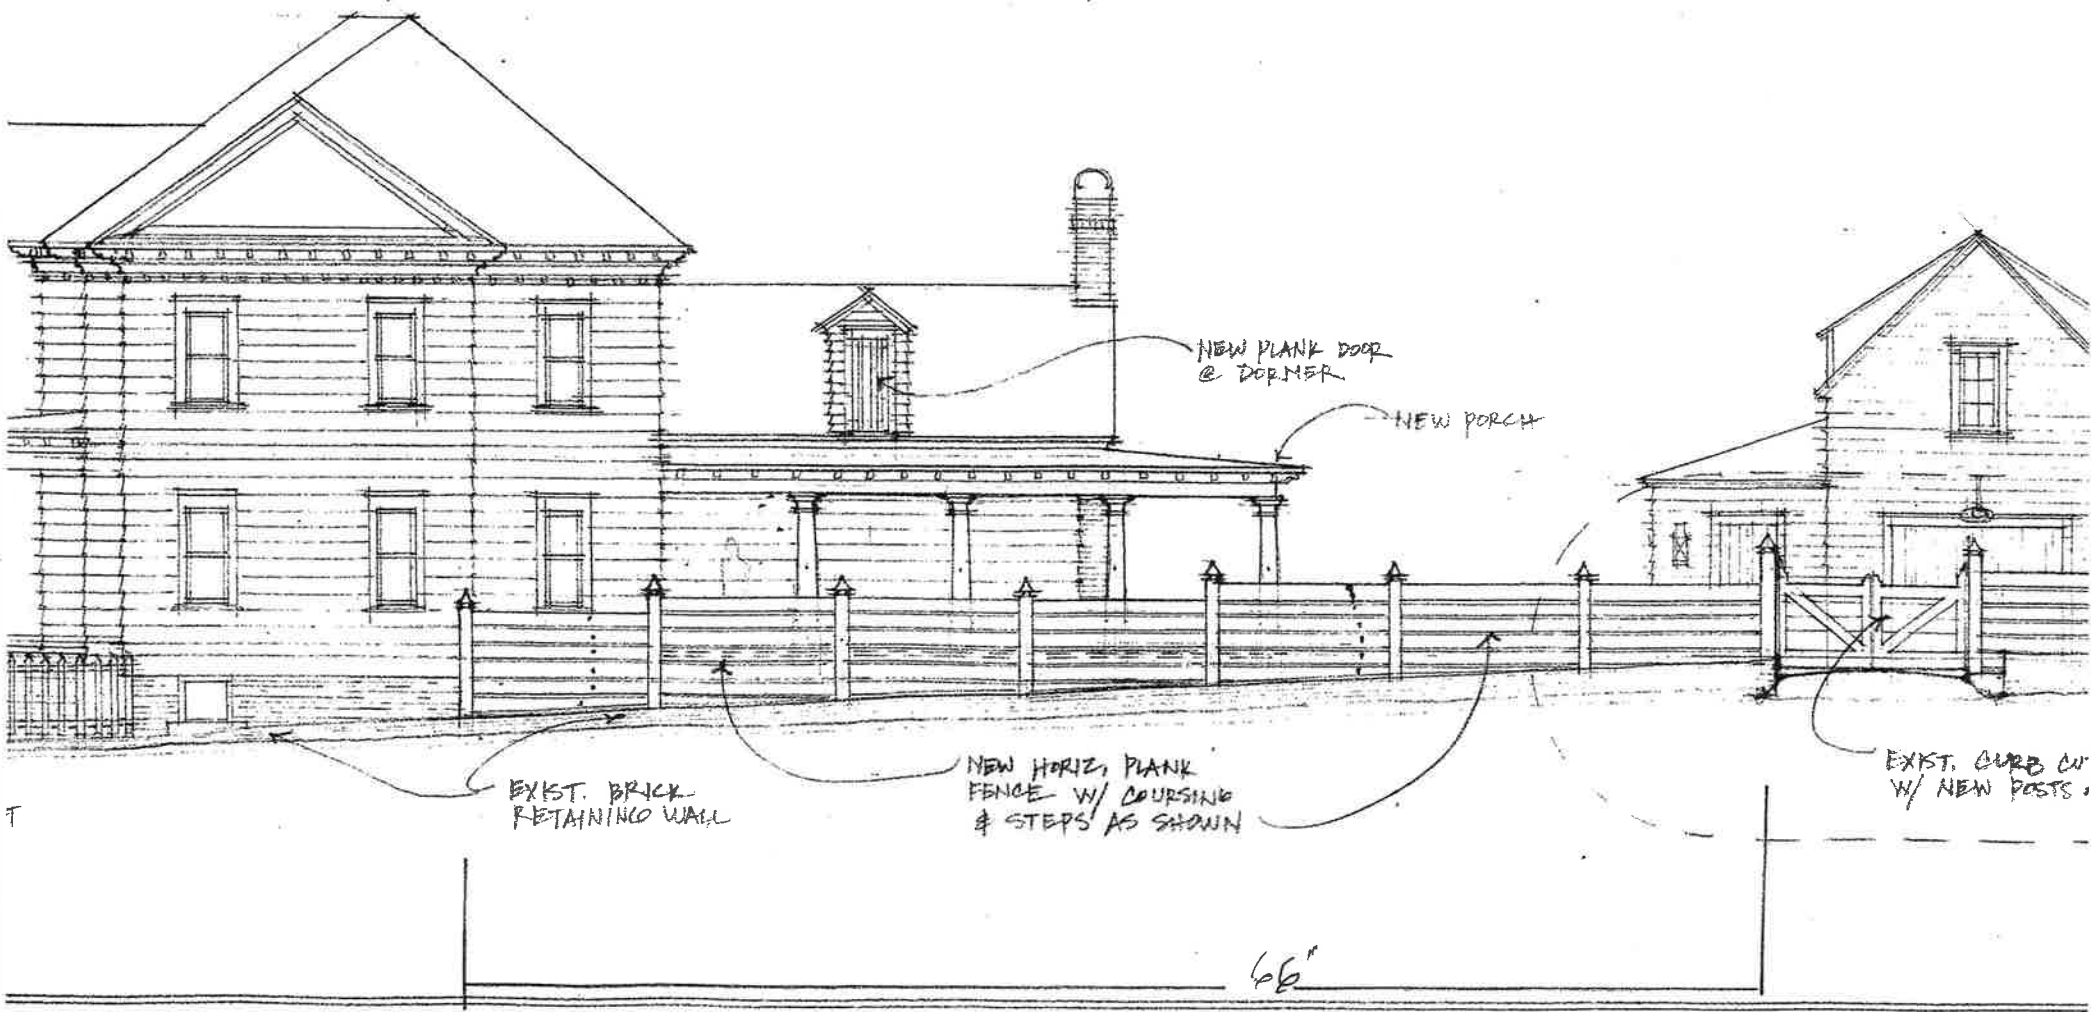 NEW PLANK DOOR
@ DORMER
NEW PORCH
EXIST. BRICK
RETAINING WALL
NEW HORIZ. PLANK
FENCE W/ COURSING
& STEPS AS SHOWN
EXIST. CURB CU
W/ NEW POSTS
T
66"